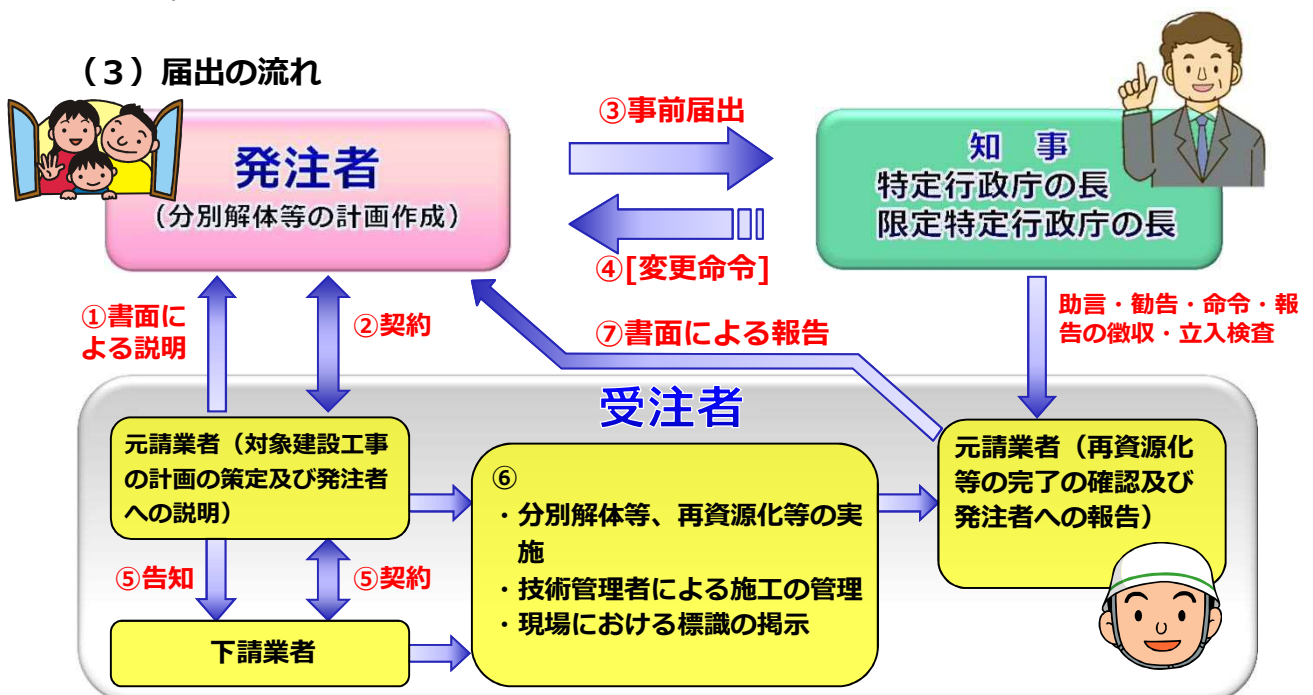 （３）届出の流れ
発注者
（分別解体等の計画作成）
③事前届出
④[変更命令]
知　事
特定行政庁の長
限定特定行政庁の長
①書面に
よる説明
②契約
⑦書面による報告
助言・勧告・命令・報
告の徴収・立入検査
受注者
元請業者（対象建設工事
の計画の策定及び発注者
への説明）
⑤告知
⑤契約
下請業者
⑥
・分別解体等、再資源化等の実
施
・技術管理者による施工の管理
・現場における標識の掲示
元請業者（再資源化
等の完了の確認及び
発注者への報告）